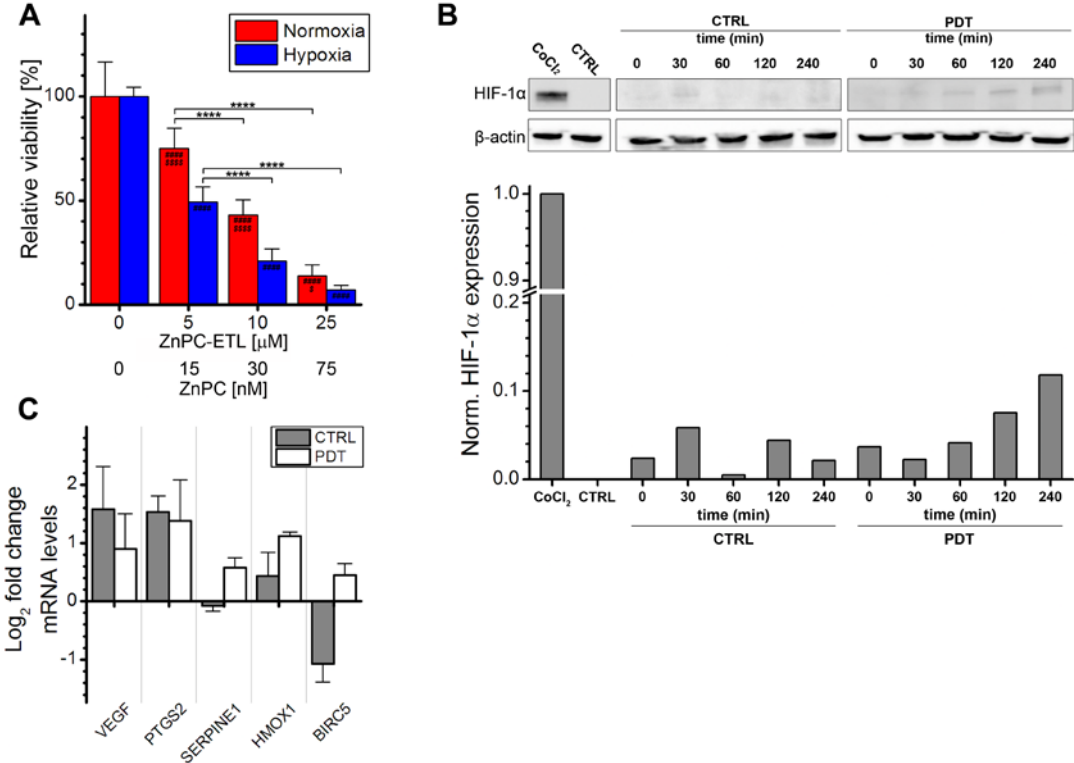 A
Normoxia
Hypoxia
Relative viability [%]
100
50
0
****
****
****
****
####
####
####
####
####
####
####
#
####
0 5 10 25
ZnPC-ETL [μM]
0 15 30 75
ZnPC [nM]
B
CTRL PDT
time (min) time (min)
CoCl2 CTRL 0 30 60 120 240 0 30 60 120 240
HIF-1α
β-actin
Norm. HIF-1α expression
1.0
0.9
0.2
0.1
0.0
CoCl2 CTRL 0 30 60 120 240 0 30 60 120 240
time (min) time (min)
CTRL PDT
C
CTRL
PDT
Log2 fold change
mRNA levels
2
1
0
-1
VEGF PTGS2 SERPINE1 HMOX1 BIRC5